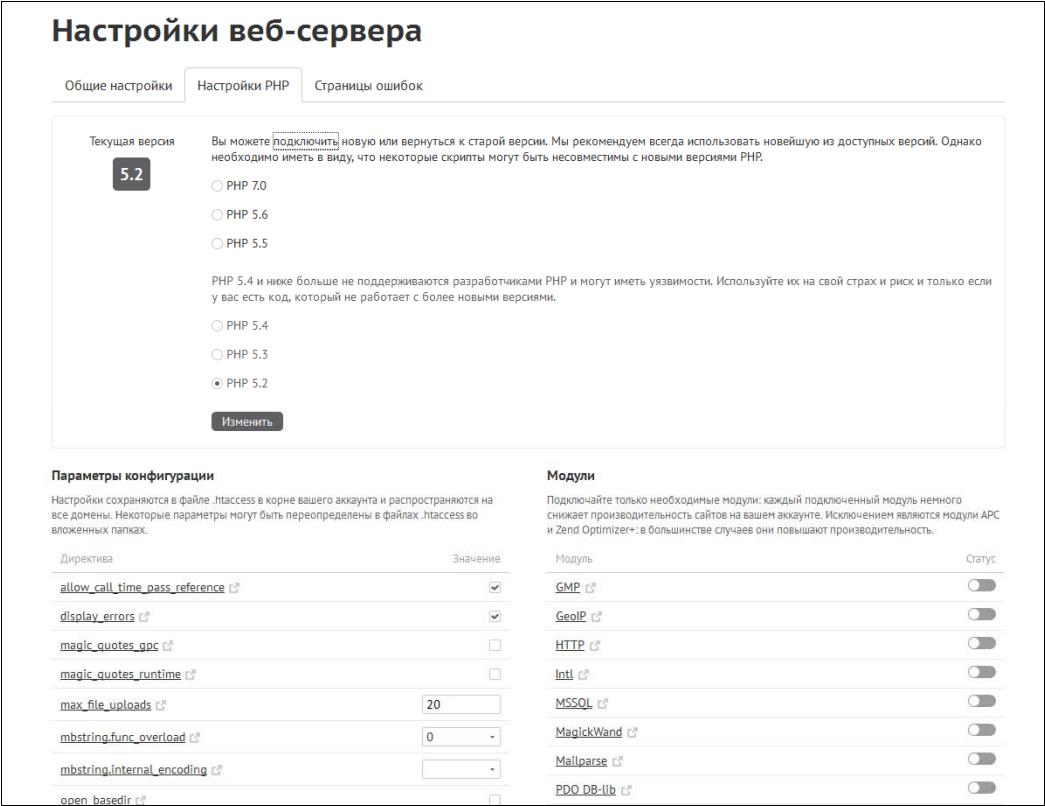 Настройки веб-сервера
Общие настройки
Настройки PHP
Страницы ошибок
Текущая версия
5.2
Вы можете подключить новую или вернуться к старой версии. Мы рекомендуем всегда использовать новейшую из доступных версий. Однако
необходимо иметь в виду, что некоторые скрипты могут быть несовместимы с новыми версиями PHP.
PHP 7.0
PHP 5.6
PHP 5.5
PHP 5.4 и ниже больше не поддерживаются разработчиками PHP и могут иметь уязвимости. Используйте их на свой страх и риск и только если
у вас есть код, который не работает с более новыми версиями.
PHP 5.4
PHP 5.3
PHP 5.2
Изменить
Параметры конфигурации
Настройки сохраняются в файле .htaccess в корне вашего аккаунта и распространяются на
все домены. Некоторые параметры могут быть переопределены в файлах .htaccess во
вложенных папках.
Директива Значение
allow_call_time_pass_reference
display_errors
magic_quotes_gpc
magic_quotes_runtime
max_file_uploads 20
mbstring.func_overload 0
mbstring.internal_encoding
open_basedir
Модули
Подключайте только необходимые модули: каждый подключенный модуль немного
снижает производительность сайтов на вашем аккаунте. Исключением являются модули APC
и Zend Optimizer+: в большинстве случаев они повышают производительность.
Модуль Статус
GMP
GeoIP
HTTP
Intl
MSSQL
MagickWand
Mailparse
PDO DB-lib